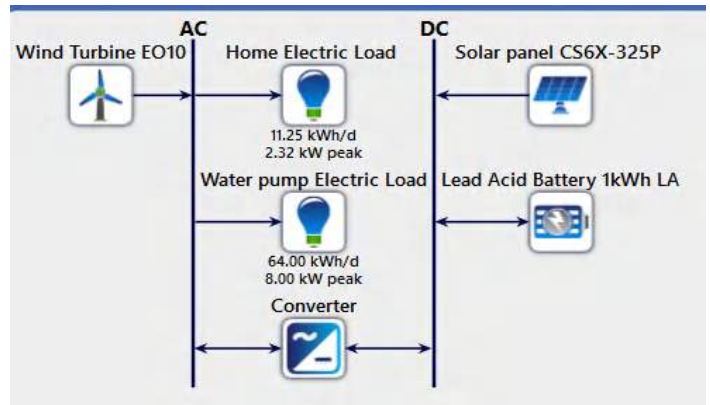 AC
DC
Wind Turbine EO10
Home Electric Load
Solar panel CS6X-325P
11.25 kWh/d
2.32 kW peak
Water pump Electric Load
Lead Acid Battery 1kWh LA
64.00 kWh/d
8.00 kW peak
Converter